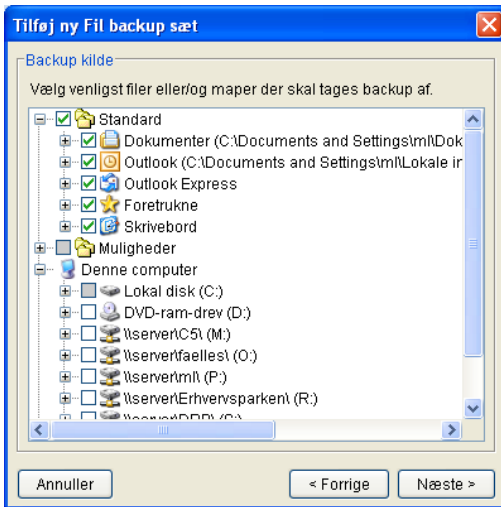 Tilføj ny Fil backup sæt
Backup kilde
Vælg venligst filer eller/og maper der skal tages backup af.
Standard
Dokumenter (C:\Documents and Settings\ml\Dok
Outlook (C:\Documents and Settings\ml\Lokale in
Outlook Express
Foretrukne
Skrivebord
Muligheder
Denne computer
Lokal disk (C:)
DVD-ram-drev (D:)
\\server\C5\ (M:)
\\server\faelles\ (O:)
\\server\ml\ (P:)
\\server\Erhvervsparken\ (R:)
Annuller
< Forrige
Næste >